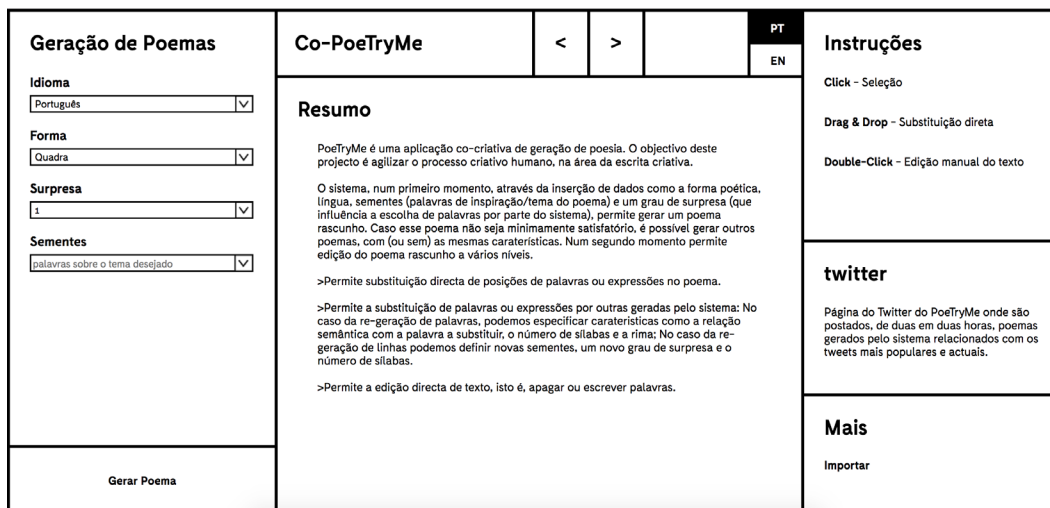 Geração de Poemas
Idioma
Português
Forma
Quadra
Surpresa
1
Sementes
palavras sobre o tema desejado
Gerar Poema
Co-PoeTryMe
<
>
PT
EN
Resumo
PoeTryMe é uma aplicação co-criativa de geração de poesia. O objectivo deste
projecto é agilizar o processo criativo humano, na área da escrita criativa.
O sistema, num primeiro momento, através da inserção de dados como a forma poética,
língua, sementes (palavras de inspiração/tema do poema) e um grau de surpresa (que
influência a escolha de palavras por parte do sistema), permite gerar um poema
rascunho. Caso esse poema não seja minimamente satisfatório, é possível gerar outros
poemas, com (ou sem) as mesmas caraterísticas. Num segundo momento permite
edição do poema rascunho a vários níveis.
>Permite substituição directa de posições de palavras ou expressões no poema.
>Permite a substituição de palavras ou expressões por outras geradas pelo sistema: No
caso da re-geração de palavras, podemos especificar carateristicas como a relação
semântica com a palavra a substituir, o número de sílabas e a rima; No caso da re-
geração de linhas podemos definir novas sementes, um novo grau de surpresa e o
número de sílabas.
>Permite a edição directa de texto, isto é, apagar ou escrever palavras.
Instruções
Click - Seleção
Drag & Drop - Substituição direta
Double-Click - Edição manual do texto
twitter
Página do Twitter do PoeTryMe onde são
postados, de duas em duas horas, poemas
gerados pelo sistema relacionados com os
tweets mais populares e actuais.
Mais
Importar